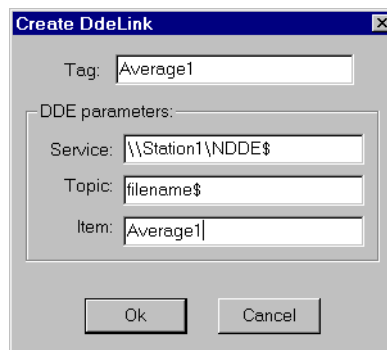 Create DdeLink
Tag: Average1
DDE parameters:
Service: \\Station1\NDDE$
Topic: filename$
Item: Average1
Ok Cancel